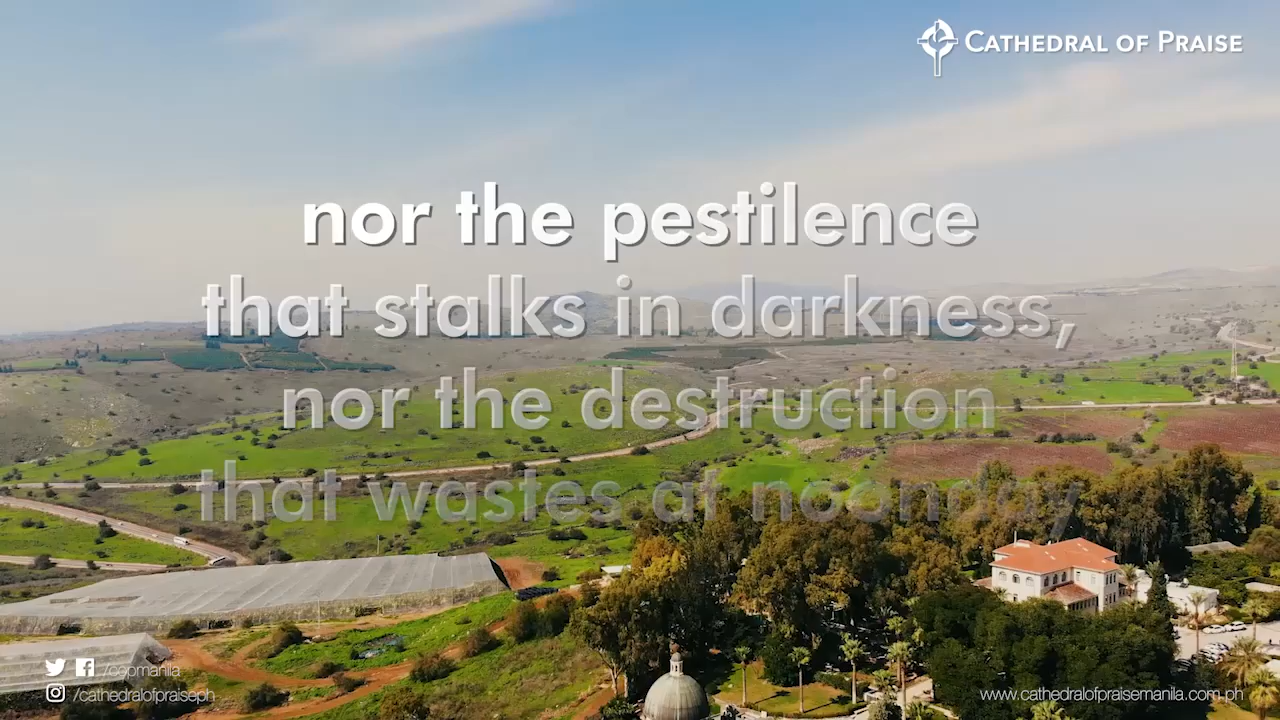 CATHEDRAL OF PRAISE
nor the pestilence
that stalks in darkness,
nor the destruction
that wastes at noonday
/copmanila
/cathedralofpraiseph
www.cathedralofpraisemanila.com.ph